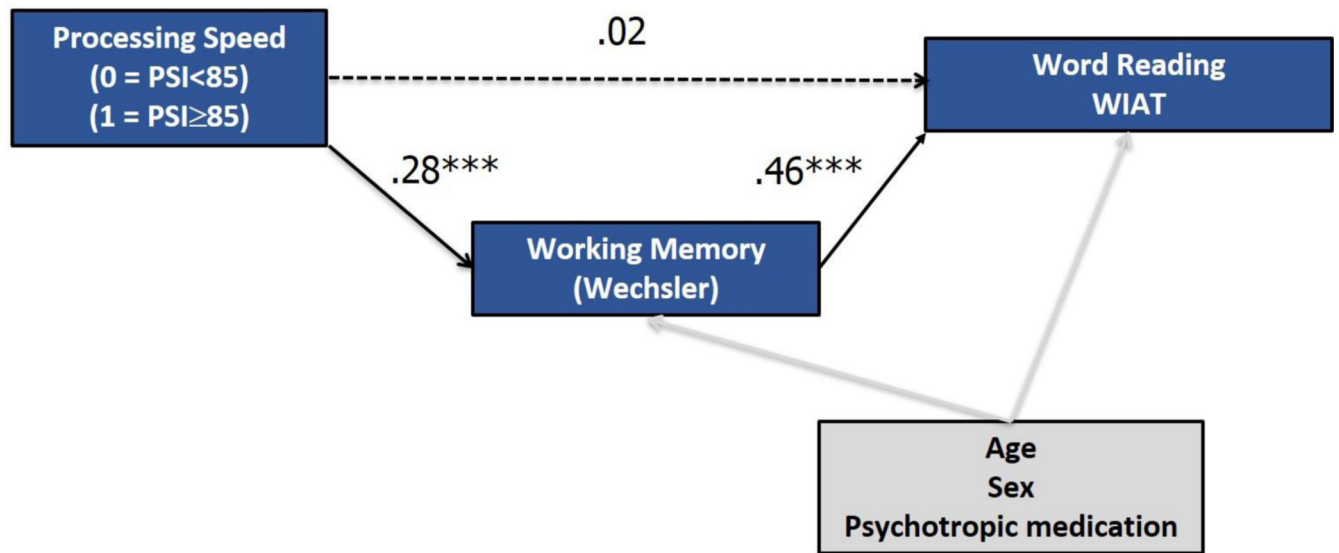 Processing Speed
(0 = PSI<85)
(1 = PSI≥85)
.02
Word Reading
WIAT
.28***
.46***
Working Memory
(Wechsler)
Age
Sex
Psychotropic medication